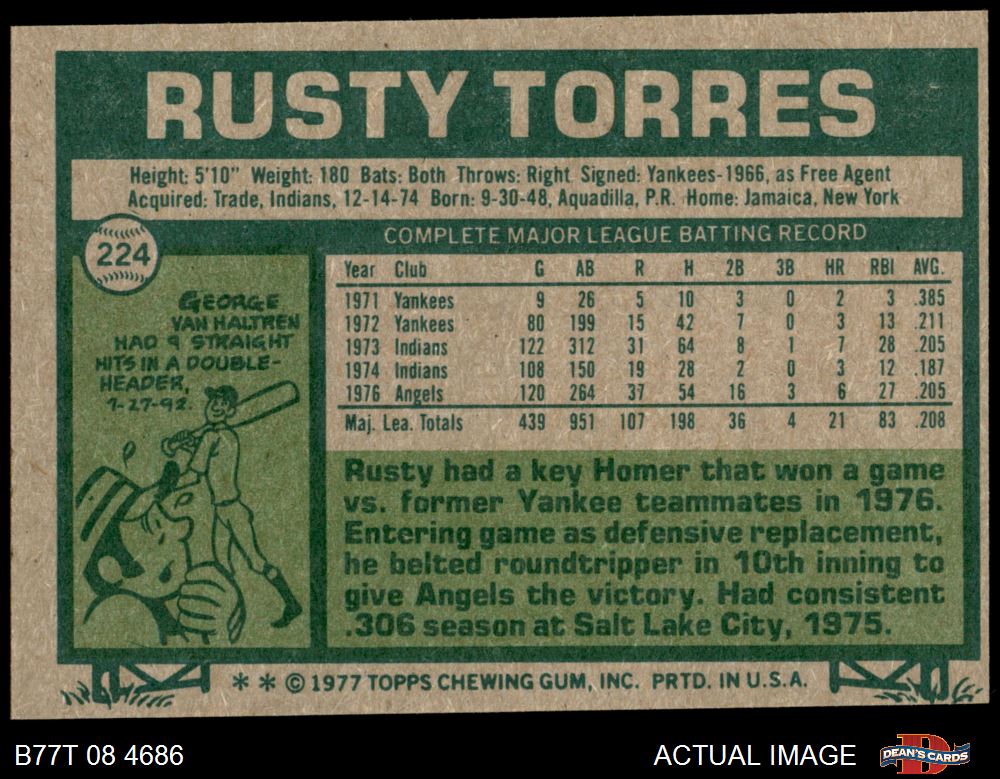 RUSTY TORRES
Height: 5'10" Weight: 180 Bats: Both Throws: Right Signed: Yankees-1966, as Free Agent
Acquired: Trade, Indians, 12-14-74 Born: 9-30-48, Aquadilla, P.R. Home: Jamaica, New York
224
GEORGE
VAN HALTREN
HAD 9 STRAIGHT
HITS IN A DOUBLE-
HEADER,
7-27-92.
COMPLETE MAJOR LEAGUE BATTING RECORD
Year Club G AB R H 2B 3B HR RBI AVG.
1971 Yankees 9 26 5 10 3 0 2 3 .385
1972 Yankees 80 199 15 42 7 0 3 13 .211
1973 Indians 122 312 31 64 8 1 7 28 .205
1974 Indians 108 150 19 28 2 0 3 12 .187
1976 Angels 120 264 37 54 16 3 6 27 .205
Maj. Lea. Totals 439 951 107 198 36 4 21 83 .208
Rusty had a key Homer that won a game
vs. former Yankee teammates in 1976.
Entering game as defensive replacement,
he belted roundtripper in 10th inning to
give Angels the victory. Had consistent
.306 season at Salt Lake City, 1975.
* * © 1977 TOPPS CHEWING GUM, INC. PRTD. IN U.S.A.
B77T 08 4686
ACTUAL IMAGE
D
DEAN'S CARDS